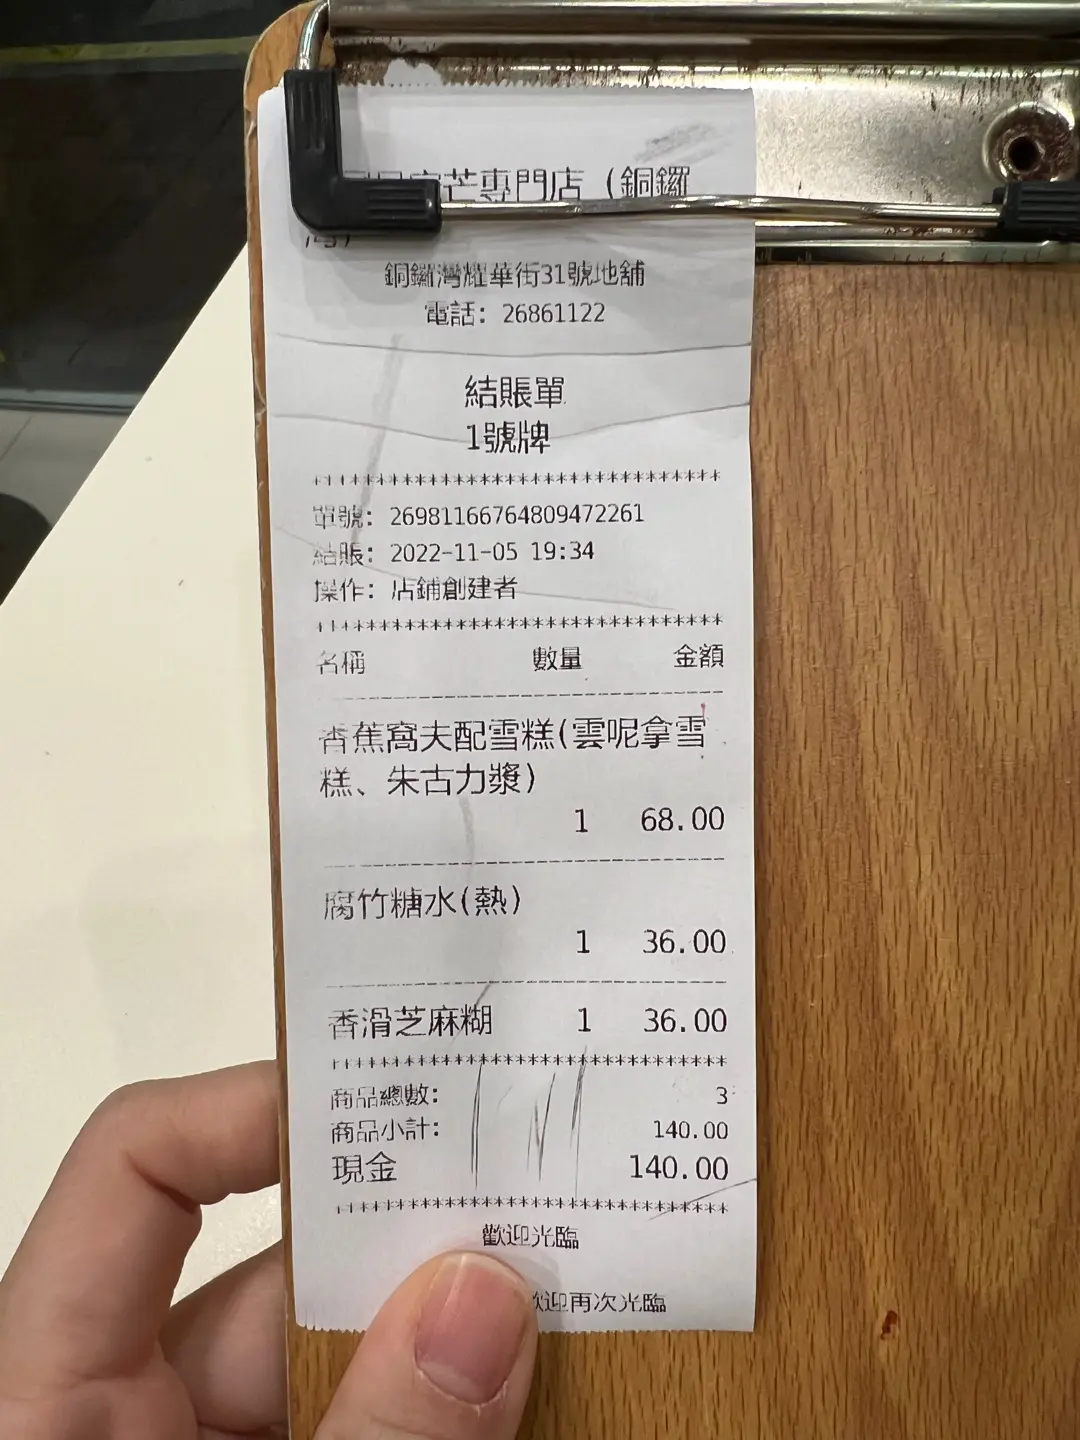 芒專門店（銅鑼
銅鑼灣耀華街31號地舖
電話：26861122
結賬單
1號牌
***********************************
單號：26981166764809472261
結賬：2022-11-05 19:34
操作：店鋪創建者
***********************************
名稱 數量 金額
香蕉窩夫配雪糕(雲呢拿雪
糕、朱古力漿)
1 68.00
腐竹糖水(熱)
1 36.00
香滑芝麻糊 1 36.00
***********************************
商品總數： 3
商品小計： 140.00
現金 140.00
***********************************
歡迎光臨
歡迎再次光臨